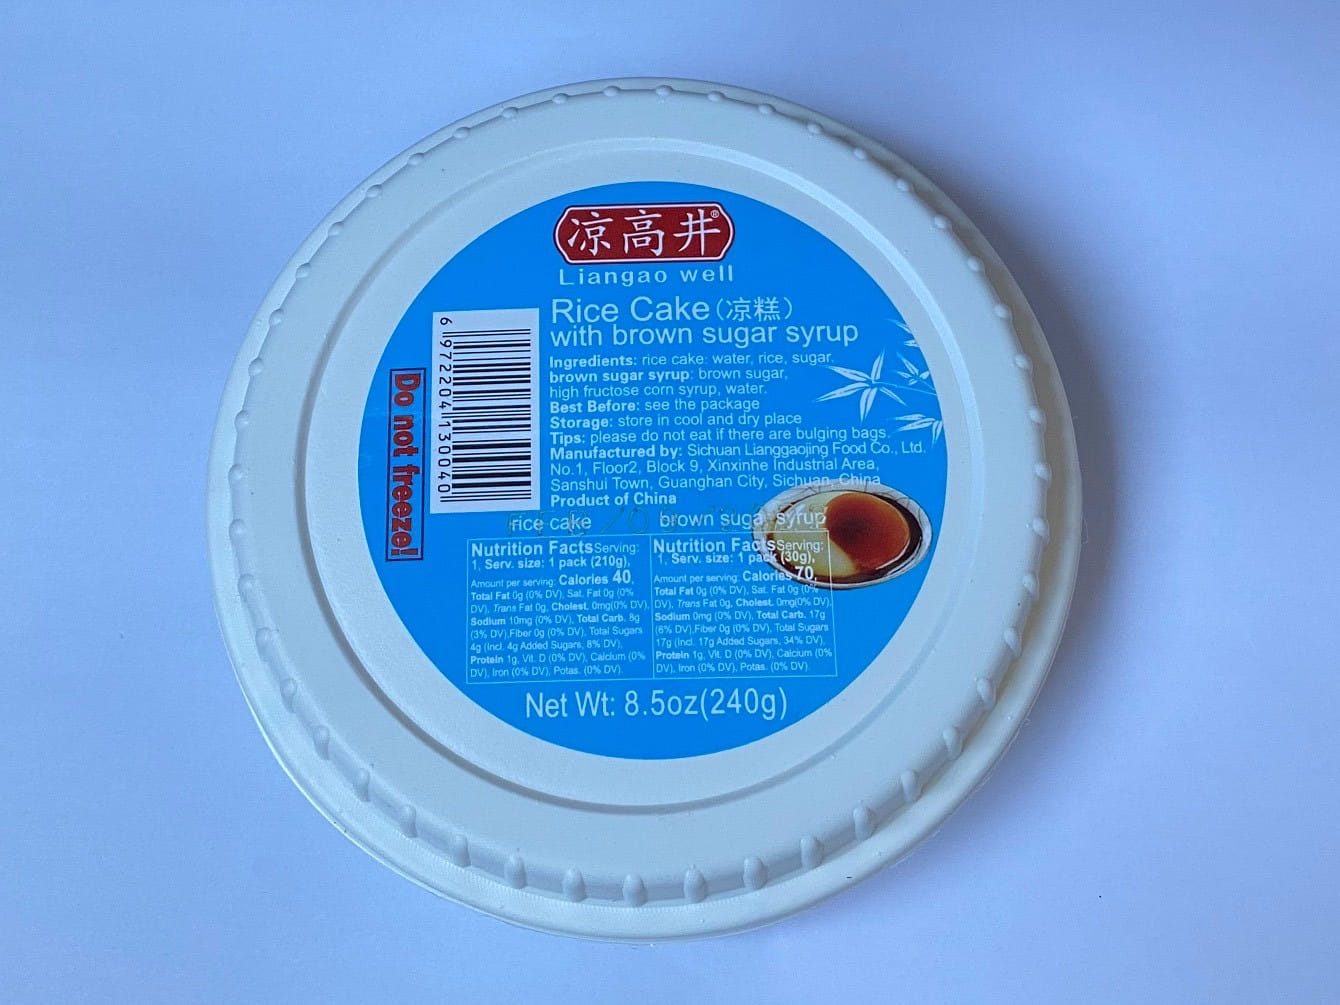 凉高井®
Liangao well
Rice Cake（凉糕）
with brown sugar syrup
Ingredients: rice cake: water, rice, sugar.
brown sugar syrup: brown sugar,
high fructose corn syrup, water.
Best Before: see the package
Storage: store in cool and dry place
Tips: please do not eat if there are bulging bags.
Manufactured by: Sichuan Lianggaojing Food Co., Ltd.
No.1, Floor2, Block 9, Xinxinhe Industrial Area,
Sanshui Town, Guanghan City, Sichuan, China
Product of China
6 972204 130040
Do not freeze!
rice cake
Nutrition Facts Serving:
1, Serv. size: 1 pack (210g),
Amount per serving: Calories 40,
Total Fat 0g (0% DV), Sat. Fat 0g (0%
DV), Trans Fat 0g, Cholest. 0mg(0% DV),
Sodium 10mg (0% DV), Total Carb. 8g
(3% DV),Fiber 0g (0% DV), Total Sugars
4g (Incl. 4g Added Sugars, 8% DV),
Protein 1g, Vit. D (0% DV), Calcium (0%
DV), Iron (0% DV), Potas. (0% DV).
brown sugar syrup
Nutrition Facts Serving:
1, Serv. size: 1 pack (30g),
Amount per serving: Calories 70,
Total Fat 0g (0% DV), Sat. Fat 0g (0%
DV), Trans Fat 0g, Cholest. 0mg(0% DV),
Sodium 0mg (0% DV), Total Carb. 17g
(6% DV),Fiber 0g (0% DV), Total Sugars
17g (Incl. 17g Added Sugars, 34% DV),
Protein 1g, Vit. D (0% DV), Calcium (0%
DV), Iron (0% DV), Potas. (0% DV).
Net Wt: 8.5oz(240g)